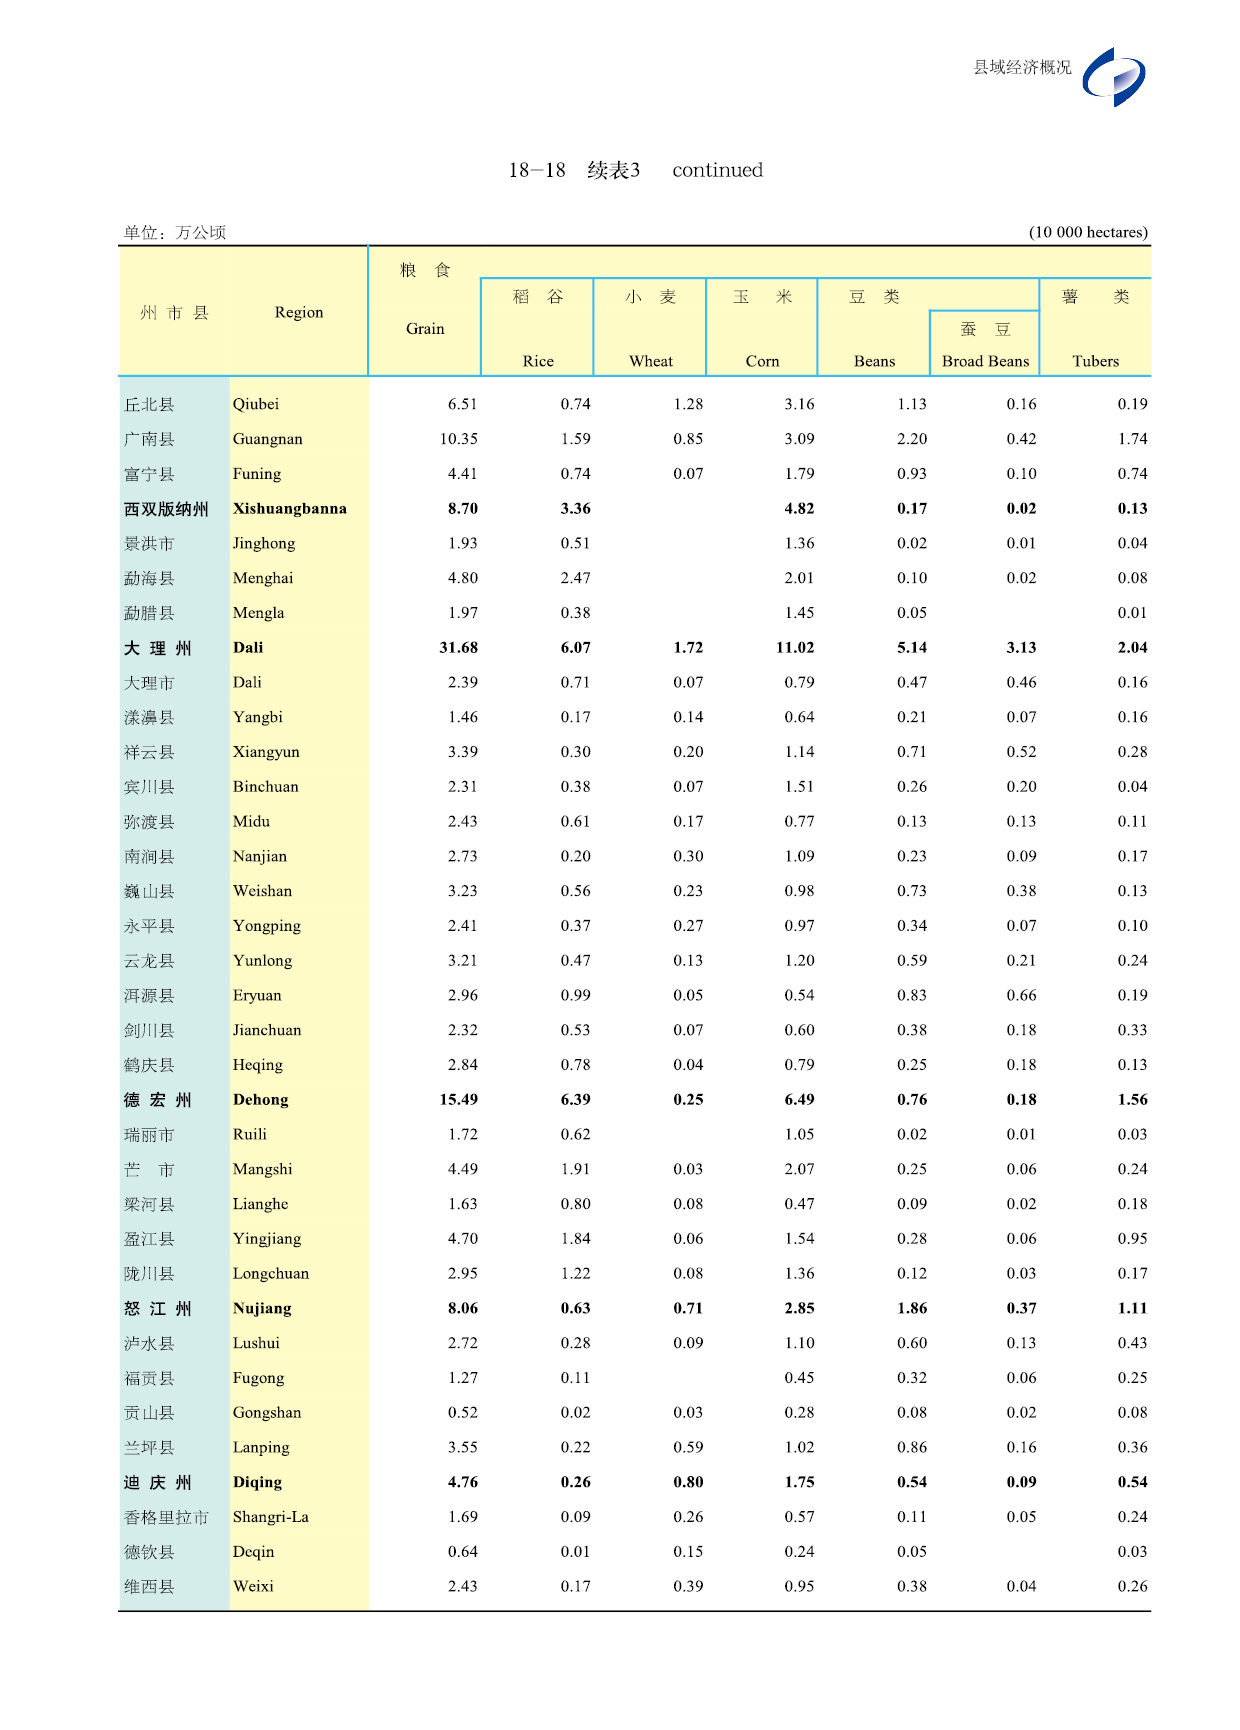 县域经济概况
18-18 续表3 continued
单位：万公顷 (10 000 hectares)
粮 食
稻 谷 小 麦 玉 米 豆 类 薯 类
州 市 县 Region
Grain 蚕 豆
Rice Wheat Corn Beans Broad Beans Tubers
丘北县 Qiubei 6.51 0.74 1.28 3.16 1.13 0.16 0.19
广南县 Guangnan 10.35 1.59 0.85 3.09 2.20 0.42 1.74
富宁县 Funing 4.41 0.74 0.07 1.79 0.93 0.10 0.74
西双版纳州 Xishuangbanna 8.70 3.36 4.82 0.17 0.02 0.13
景洪市 Jinghong 1.93 0.51 1.36 0.02 0.01 0.04
勐海县 Menghai 4.80 2.47 2.01 0.10 0.02 0.08
勐腊县 Mengla 1.97 0.38 1.45 0.05 0.01
大 理 州 Dali 31.68 6.07 1.72 11.02 5.14 3.13 2.04
大理市 Dali 2.39 0.71 0.07 0.79 0.47 0.46 0.16
漾濞县 Yangbi 1.46 0.17 0.14 0.64 0.21 0.07 0.16
祥云县 Xiangyun 3.39 0.30 0.20 1.14 0.71 0.52 0.28
宾川县 Binchuan 2.31 0.38 0.07 1.51 0.26 0.20 0.04
弥渡县 Midu 2.43 0.61 0.17 0.77 0.13 0.13 0.11
南涧县 Nanjian 2.73 0.20 0.30 1.09 0.23 0.09 0.17
巍山县 Weishan 3.23 0.56 0.23 0.98 0.73 0.38 0.13
永平县 Yongping 2.41 0.37 0.27 0.97 0.34 0.07 0.10
云龙县 Yunlong 3.21 0.47 0.13 1.20 0.59 0.21 0.24
洱源县 Eryuan 2.96 0.99 0.05 0.54 0.83 0.66 0.19
剑川县 Jianchuan 2.32 0.53 0.07 0.60 0.38 0.18 0.33
鹤庆县 Heqing 2.84 0.78 0.04 0.79 0.25 0.18 0.13
德 宏 州 Dehong 15.49 6.39 0.25 6.49 0.76 0.18 1.56
瑞丽市 Ruili 1.72 0.62 1.05 0.02 0.01 0.03
芒 市 Mangshi 4.49 1.91 0.03 2.07 0.25 0.06 0.24
梁河县 Lianghe 1.63 0.80 0.08 0.47 0.09 0.02 0.18
盈江县 Yingjiang 4.70 1.84 0.06 1.54 0.28 0.06 0.95
陇川县 Longchuan 2.95 1.22 0.08 1.36 0.12 0.03 0.17
怒 江 州 Nujiang 8.06 0.63 0.71 2.85 1.86 0.37 1.11
泸水县 Lushui 2.72 0.28 0.09 1.10 0.60 0.13 0.43
福贡县 Fugong 1.27 0.11 0.45 0.32 0.06 0.25
贡山县 Gongshan 0.52 0.02 0.03 0.28 0.08 0.02 0.08
兰坪县 Lanping 3.55 0.22 0.59 1.02 0.86 0.16 0.36
迪 庆 州 Diqing 4.76 0.26 0.80 1.75 0.54 0.09 0.54
香格里拉市 Shangri-La 1.69 0.09 0.26 0.57 0.11 0.05 0.24
德钦县 Deqin 0.64 0.01 0.15 0.24 0.05 0.03
维西县 Weixi 2.43 0.17 0.39 0.95 0.38 0.04 0.26